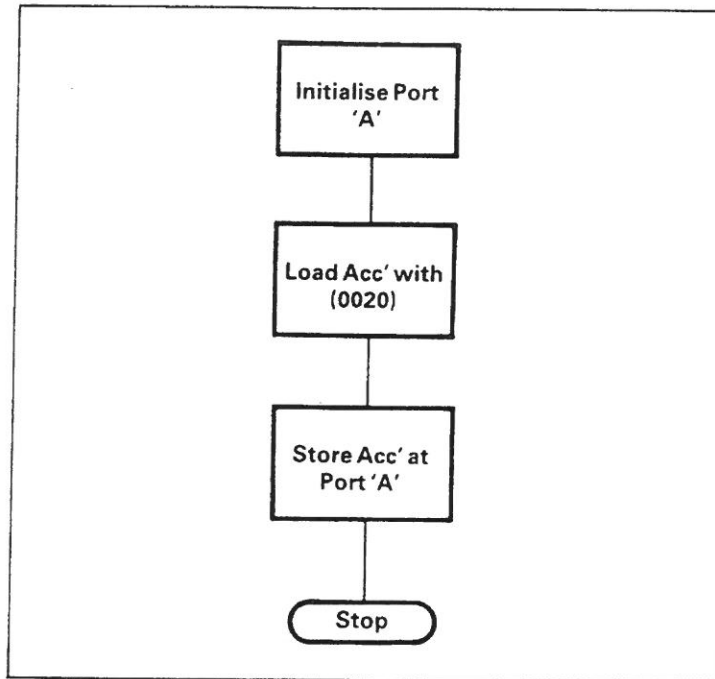 Initialise Port
‘A’
Load Acc’ with
(0020)
Store Acc’ at
Port ‘A’
Stop